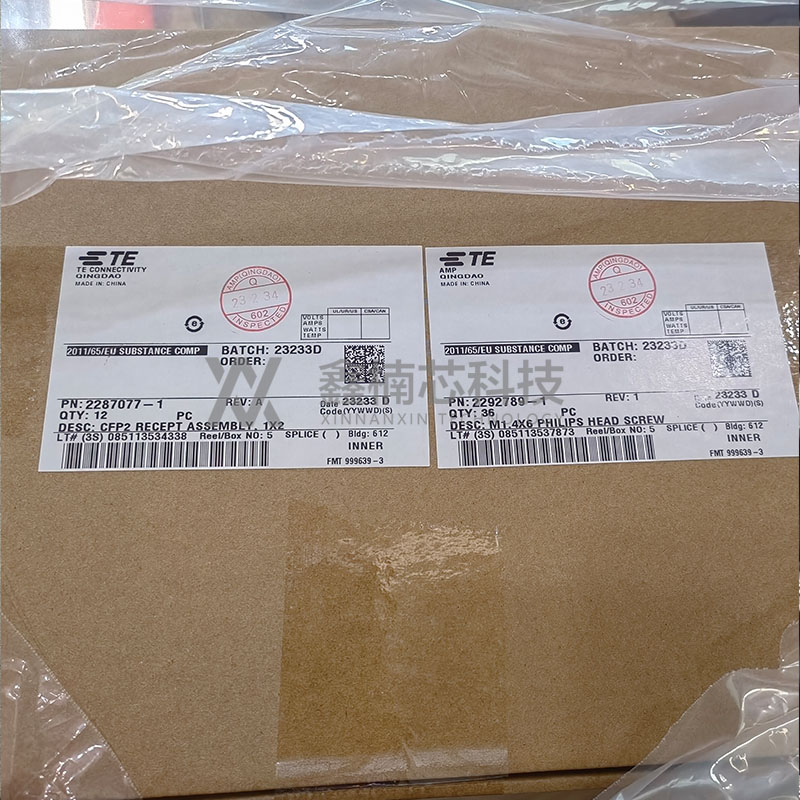 TE
TE CONNECTIVITY
QINGDAO
MADE IN: CHINA
AMP(QINGDAO)
Q
23.2.34
602
INSPECTED
e
UL/UR/US CSA/CAN
VOLTS
AMPS
WATTS
TEMP
2011/65/EU SUBSTANCE COMP
BATCH: 23233D
ORDER:
PN: 2287077-1
REV: A
Date 23233 D
Code(YYWWD)(S)
QTY: 12 PC
DESC: CFP2 RECEPT ASSEMBLY, 1X2
LT# (3S) 085113534338 Reel/Box NO: 5 SPLICE ( ) Bldg: 612
INNER
FMT 999639-3
TE
AMP
QINGDAO
MADE IN: CHINA
AMP(QINGDAO)
Q
23.2.34
602
INSPECTED
e
UL/UR/US CSA/CAN
VOLTS
AMPS
WATTS
TEMP
2011/65/EU SUBSTANCE COMP
BATCH: 23233D
ORDER:
PN: 2292789-1
REV: 1
23233 D
Code(YYWWD)(S)
QTY: 36 PC
DESC: M1.4X6 PHILIPS HEAD SCREW
LT# (3S) 085113537873 Reel/Box NO: 5 SPLICE ( ) Bldg: 612
INNER
FMT 999639-3
鑫楠芯科技
XINNANXIN TECHNOLOGY